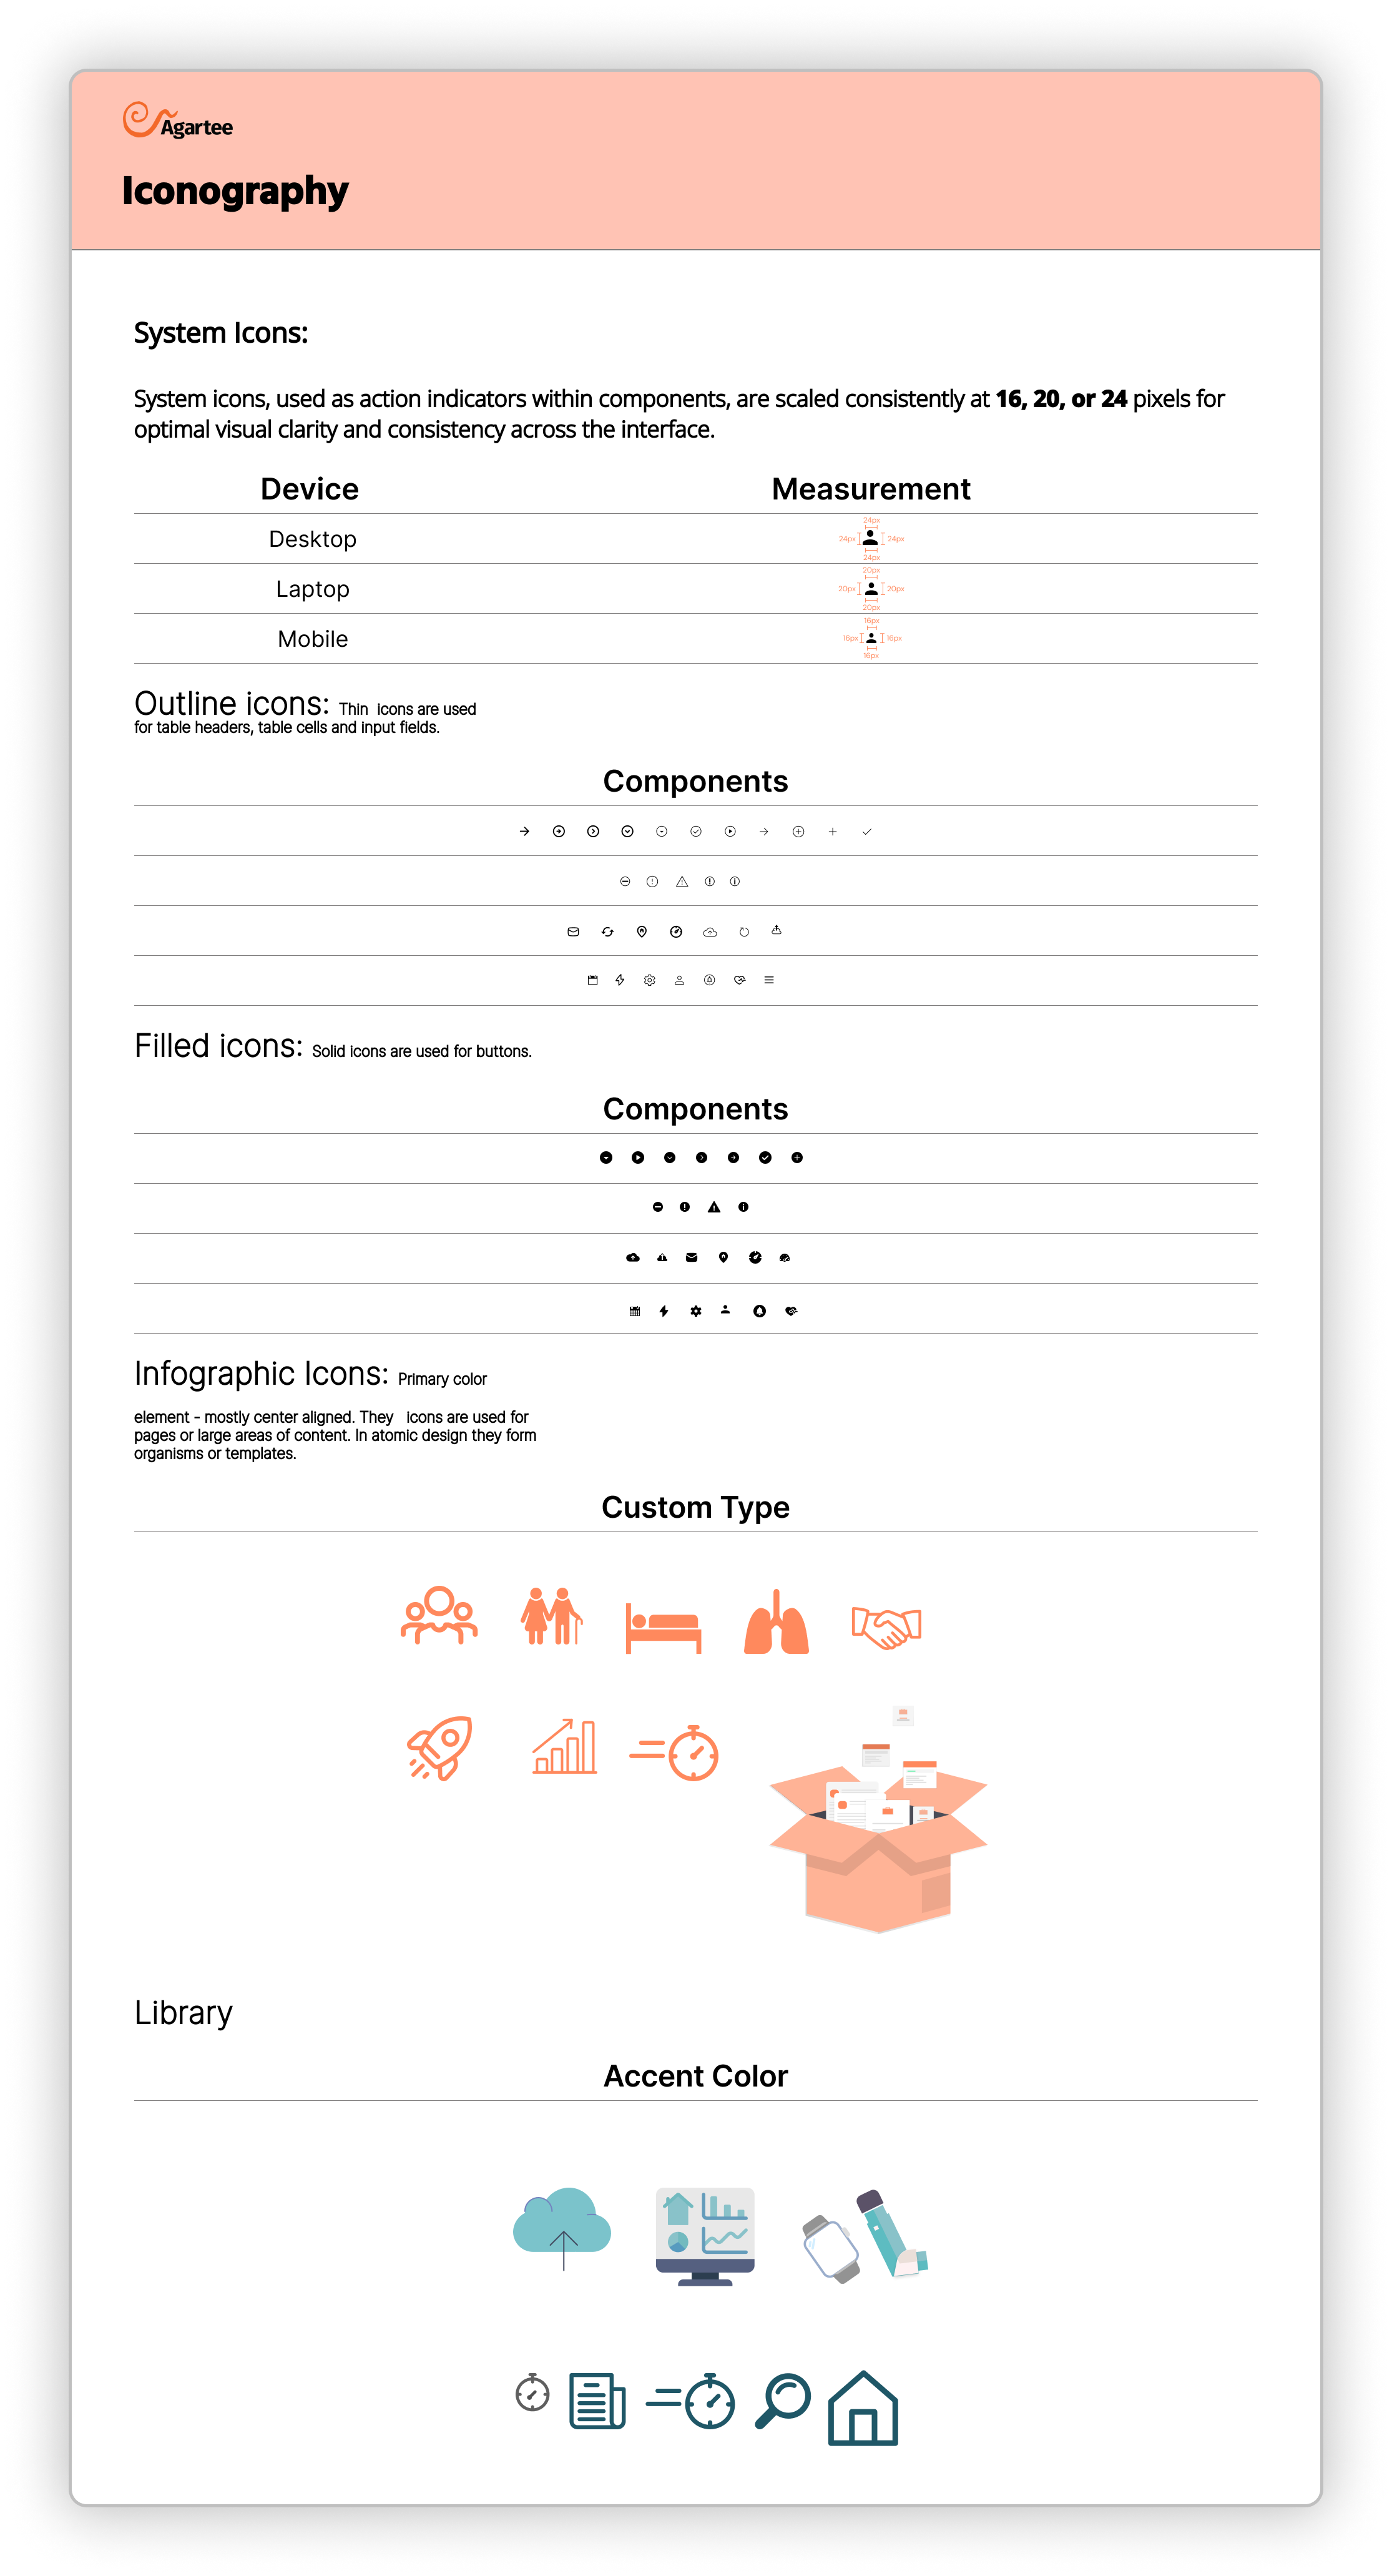 Agartee
Iconography
System Icons:
System icons, used as action indicators within components, are scaled consistently at 16, 20, or 24 pixels for
optimal visual clarity and consistency across the interface.
Device Measurement
24px
Desktop 24px 24px
24px
20px
Laptop 20px 20px
20px
16px
Mobile 16px 16px
16px
Outline icons: Thin icons are used
for table headers, table cells and input fields.
Components
Filled icons: Solid icons are used for buttons.
Components
Infographic Icons: Primary color
element - mostly center aligned. They icons are used for
pages or large areas of content. In atomic design they form
organisms or templates.
Custom Type
Library
Accent Color